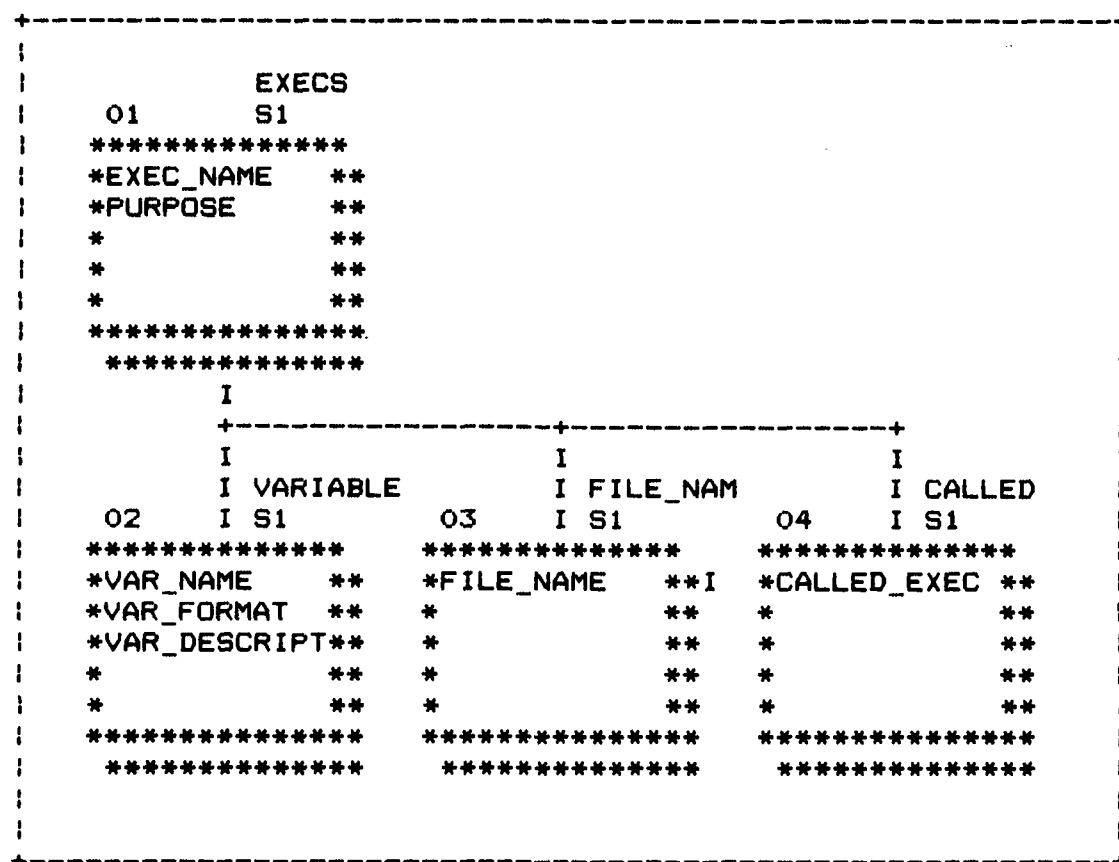 +------------------------------------------------------------
EXECS
01 S1
**************
*EXEC_NAME **
*PURPOSE **
* **
* **
* **
***************
**************
I
+------------------+------------------+
I I I
I VARIABLE I FILE_NAM I CALLED
02 I S1 03 I S1 04 I S1
************** ************** **************
*VAR_NAME ** *FILE_NAME **I *CALLED_EXEC **
*VAR_FORMAT ** * ** * **
*VAR_DESCRIPT** * ** * **
* ** * ** * **
* ** * ** * **
*************** *************** ***************
************** ************** **************
+------------------------------------------------------------